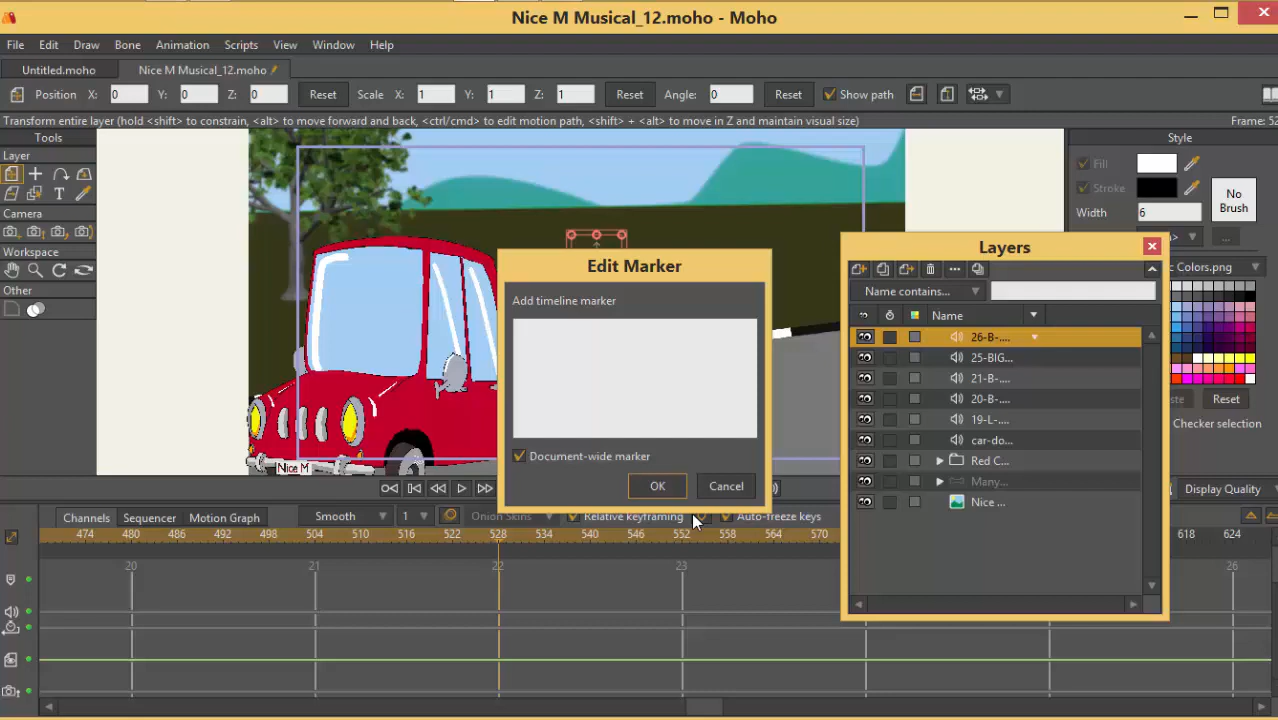 Nice M Musical_12.moho - Moho
File Edit Draw Bone Animation Scripts View Window Help
Untitled.moho Nice M Musical_12.moho
Position X: 0 Y: 0 Z: 0 Reset Scale X: 1 Y: 1 Z: 1 Reset Angle: 0 Reset Show path
Transform entire layer (hold <shift> to constrain, <alt> to move forward and back, <ctrl/cmd> to edit motion path, <shift> + <alt> to move in Z and maintain visual size) Frame: 52
Tools
Layer
T
Camera
Workspace
Other
Nice M
Style
Fill
Stroke
No
Brush
Width 6
c Colors.png
Reset
Checker selection
Display Quality
Edit Marker
Add timeline marker
Document-wide marker
OK Cancel
Layers
Name contains...
Name
26-B-....
25-BIG...
21-B-....
20-B-....
19-L-....
car-do...
Red C...
Many...
Nice ...
Channels Sequencer Motion Graph Smooth 1 Onion Skins Relative keyframing Auto-freeze keys
474 480 486 492 498 504 510 516 522 528 534 540 546 552 558 564 570 618 624
20 21 22 23 26